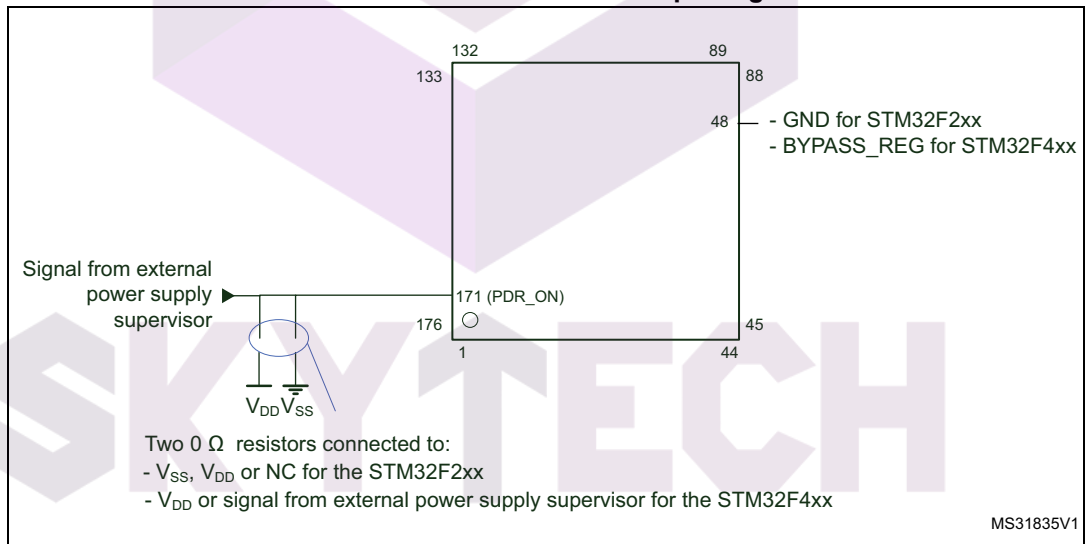 132
89
133
88
48
- GND for STM32F2xx
- BYPASS_REG for STM32F4xx
Signal from external
power supply
supervisor
171 (PDR_ON)
176
45
1
44
VDD VSS
Two 0 Ω resistors connected to:
- VSS, VDD or NC for the STM32F2xx
- VDD or signal from external power supply supervisor for the STM32F4xx
MS31835V1
SKYTECH